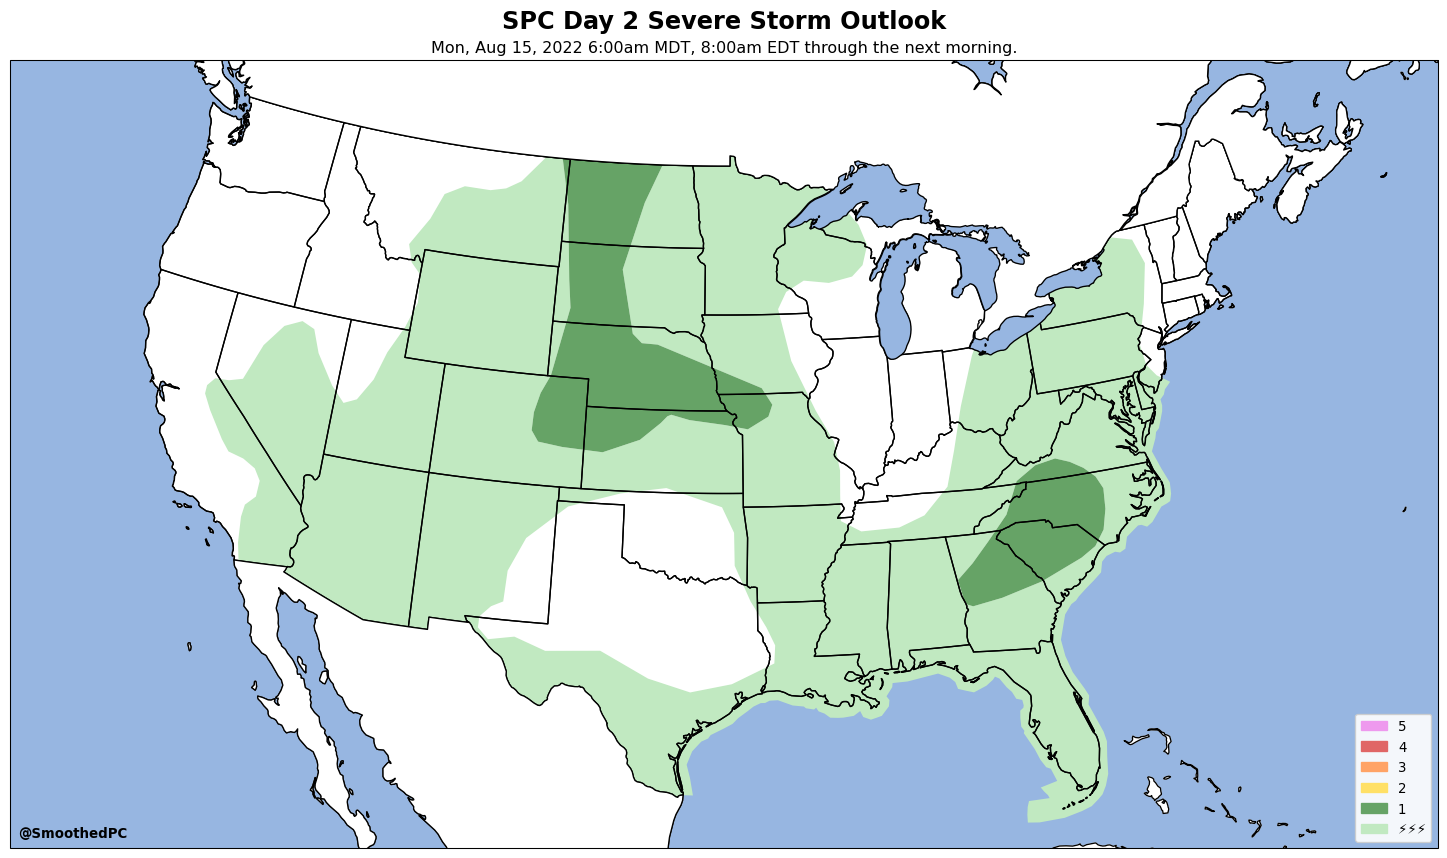 SPC Day 2 Severe Storm Outlook
Mon, Aug 15, 2022 6:00am MDT, 8:00am EDT through the next morning.
5
4
3
2
1
⚡⚡⚡
@SmoothedPC